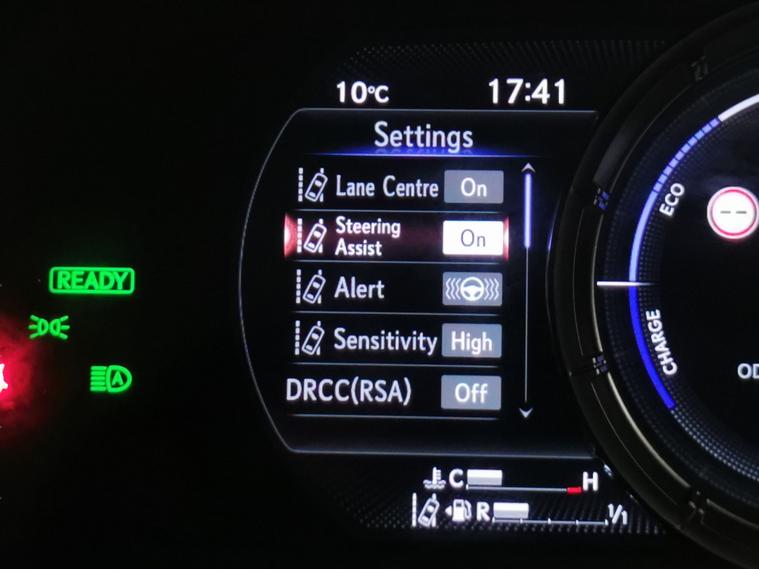 10°C 17:41
Settings
Lane Centre On
Steering
Assist
On
Alert
Sensitivity High
DRCC(RSA) Off
READY
A
ECO
CHARGE
--
OD
C H
R 1/1